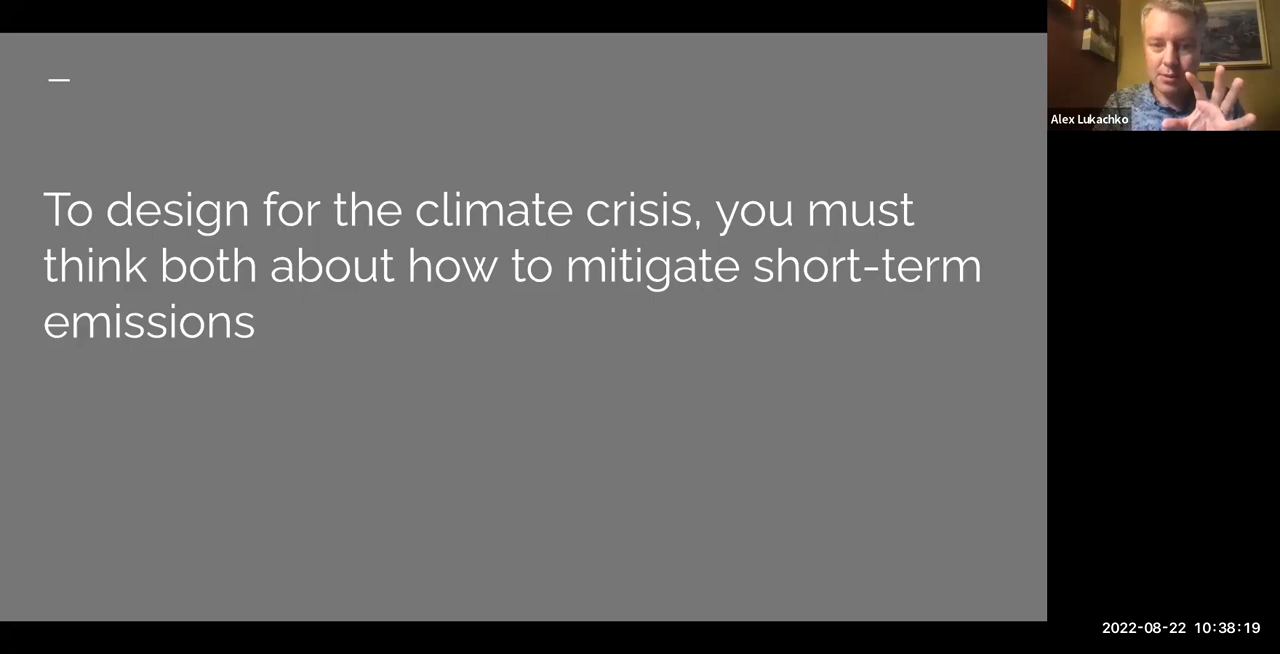 To design for the climate crisis, you must
think both about how to mitigate short-term
emissions
Alex Lukachko
2022-08-22 10:38:19